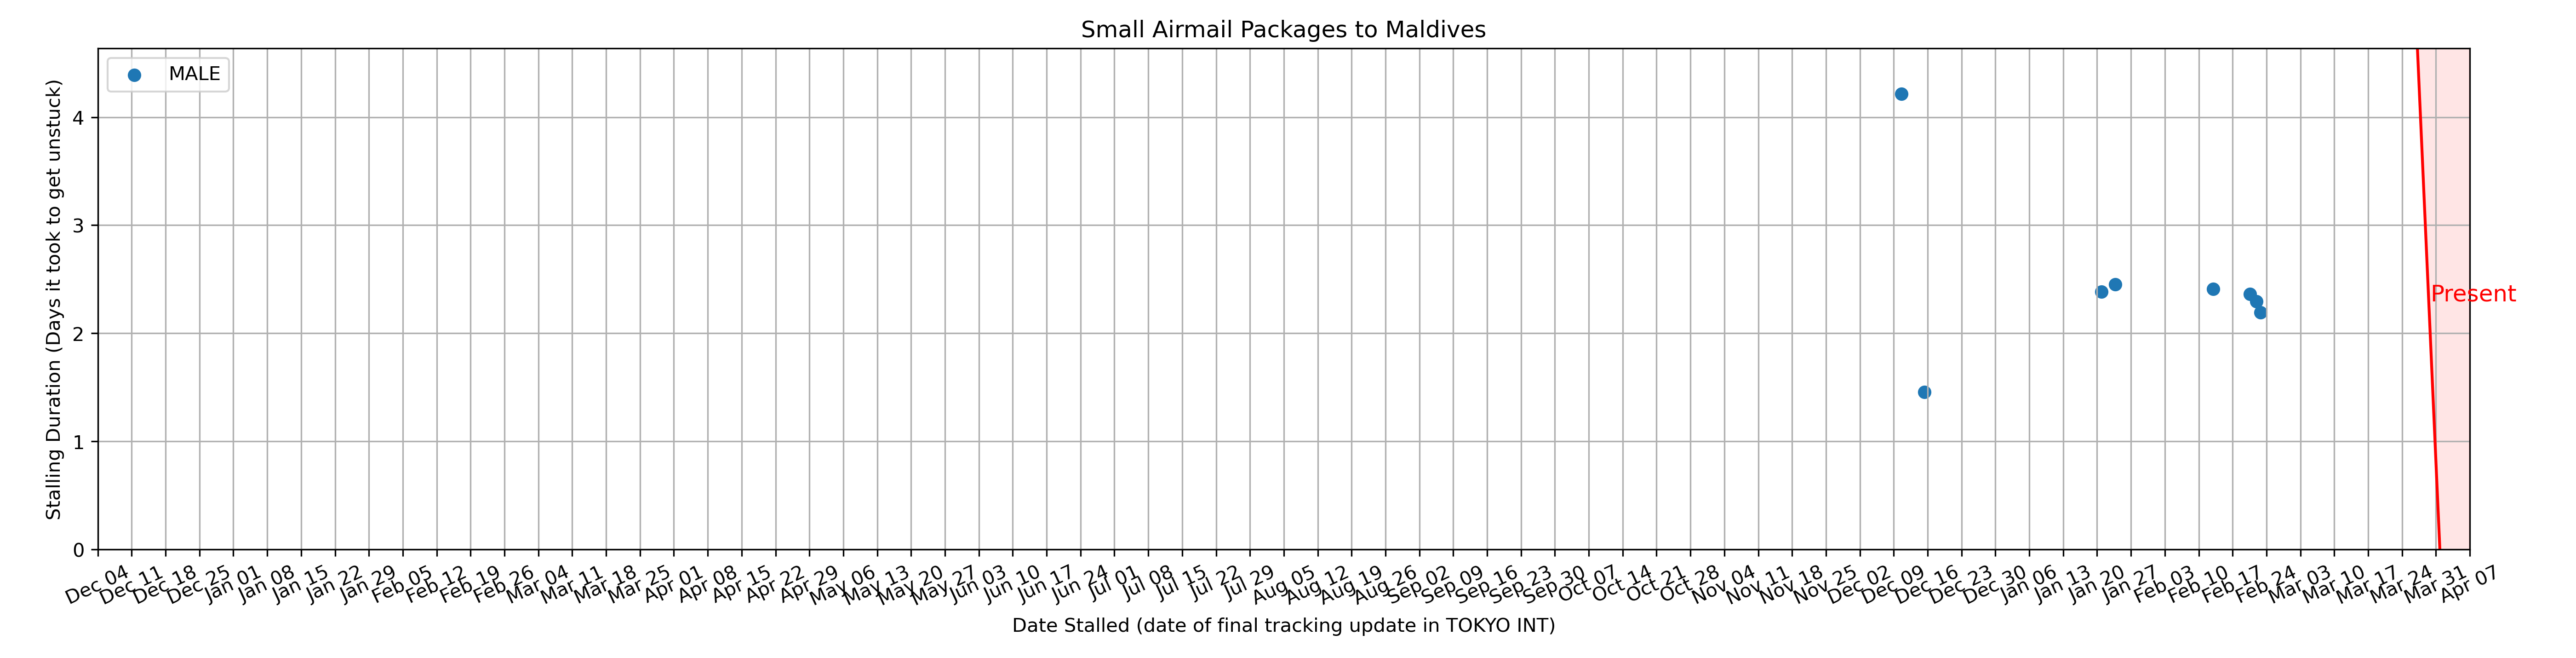 Small Airmail Packages to Maldives
MALE
Stalling Duration (Days it took to get unstuck)
4
3
2
1
0
Present
Dec 04
Dec 11
Dec 18
Dec 25
Jan 01
Jan 08
Jan 15
Jan 22
Jan 29
Feb 05
Feb 12
Feb 19
Feb 26
Mar 04
Mar 11
Mar 18
Mar 25
Apr 01
Apr 08
Apr 15
Apr 22
Apr 29
May 06
May 13
May 20
May 27
Jun 03
Jun 10
Jun 17
Jun 24
Jul 01
Jul 08
Jul 15
Jul 22
Jul 29
Aug 05
Aug 12
Aug 19
Aug 26
Sep 02
Sep 09
Sep 16
Sep 23
Sep 30
Oct 07
Oct 14
Oct 21
Oct 28
Nov 04
Nov 11
Nov 18
Nov 25
Dec 02
Dec 09
Dec 16
Dec 23
Dec 30
Jan 06
Jan 13
Jan 20
Jan 27
Feb 03
Feb 10
Feb 17
Feb 24
Mar 03
Mar 10
Mar 17
Mar 24
Mar 31
Apr 07
Date Stalled (date of final tracking update in TOKYO INT)